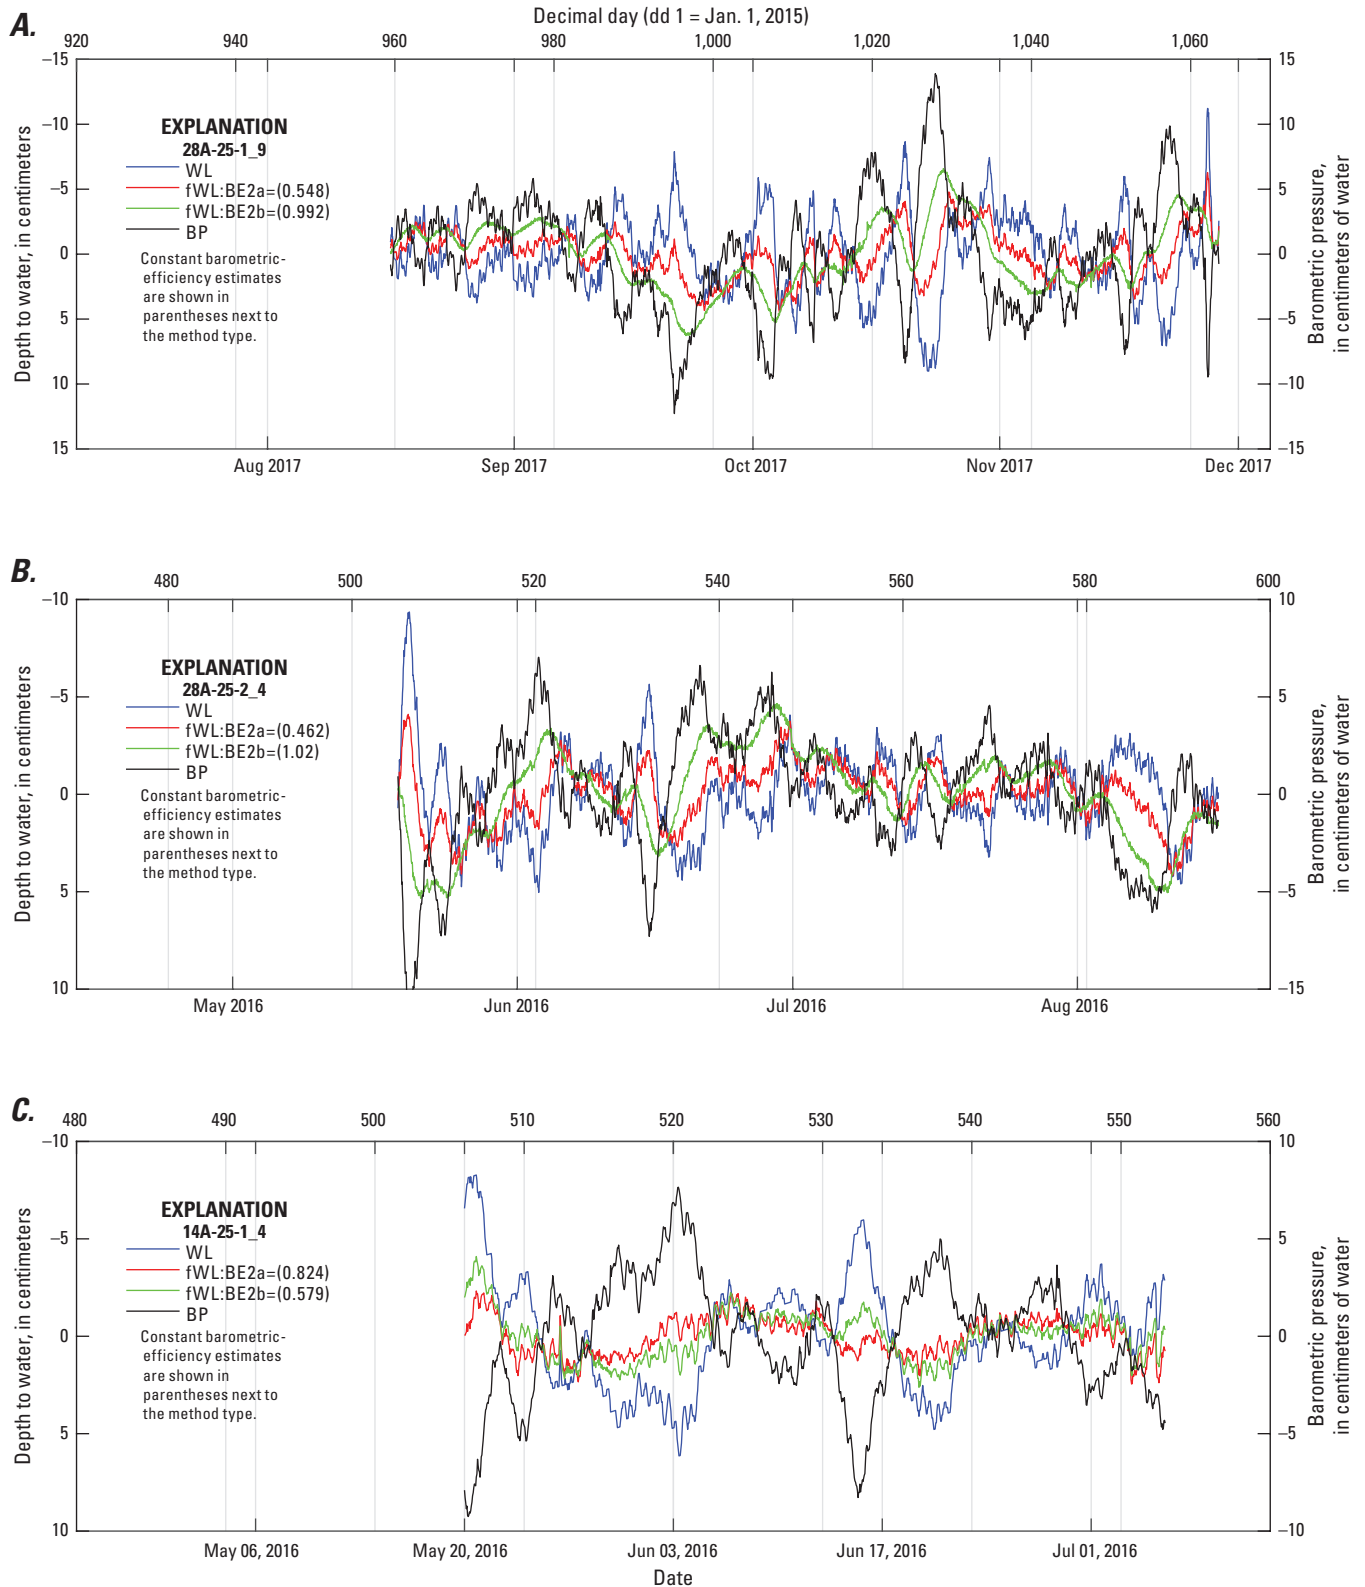 A.
Decimal day (dd 1 = Jan. 1, 2015)
920 940 960 980 1,000 1,020 1,040 1,060
–15 –10 –5 0 5 10 15
Depth to water, in centimeters
EXPLANATION
28A-25-1_9
WL
fWL:BE2a=(0.548)
fWL:BE2b=(0.992)
BP
Constant barometric-
efficiency estimates
are shown in
parentheses next to
the method type.
15 10 5 0 –5 –10 –15
Barometric pressure,
in centimeters of water
Aug 2017 Sep 2017 Oct 2017 Nov 2017 Dec 2017
B.
480 500 520 540 560 580 600
–10 –5 0 5 10
Depth to water, in centimeters
EXPLANATION
28A-25-2_4
WL
fWL:BE2a=(0.462)
fWL:BE2b=(1.02)
BP
Constant barometric-
efficiency estimates
are shown in
parentheses next to
the method type.
10 5 0 –5 –15
Barometric pressure,
in centimeters of water
May 2016 Jun 2016 Jul 2016 Aug 2016
C.
480 490 500 510 520 530 540 550 560
–10 –5 0 5 10
Depth to water, in centimeters
EXPLANATION
14A-25-1_4
WL
fWL:BE2a=(0.824)
fWL:BE2b=(0.579)
BP
Constant barometric-
efficiency estimates
are shown in
parentheses next to
the method type.
10 5 0 –5 –10
Barometric pressure,
in centimeters of water
May 06, 2016 May 20, 2016 Jun 03, 2016 Jun 17, 2016 Jul 01, 2016
Date